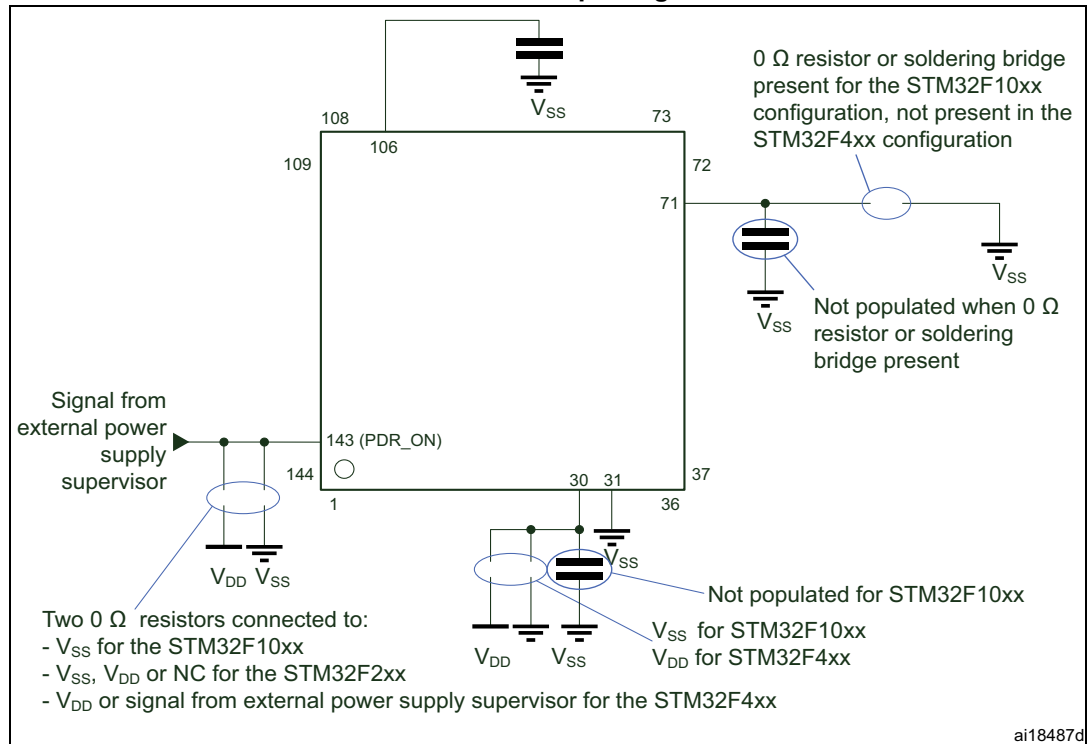 V_SS
0 Ω resistor or soldering bridge
present for the STM32F10xx
configuration, not present in the
STM32F4xx configuration
108
73
106
109
72
71
V_SS
V_SS
Not populated when 0 Ω
resistor or soldering
bridge present
Signal from
external power
supply
supervisor
143 (PDR_ON)
144
1
30
31
37
36
V_SS
V_DD
V_SS
Two 0 Ω resistors connected to:
- V_SS for the STM32F10xx
- V_SS, V_DD or NC for the STM32F2xx
- V_DD or signal from external power supply supervisor for the STM32F4xx
V_DD
V_SS
Not populated for STM32F10xx
V_SS for STM32F10xx
V_DD for STM32F4xx
ai18487d